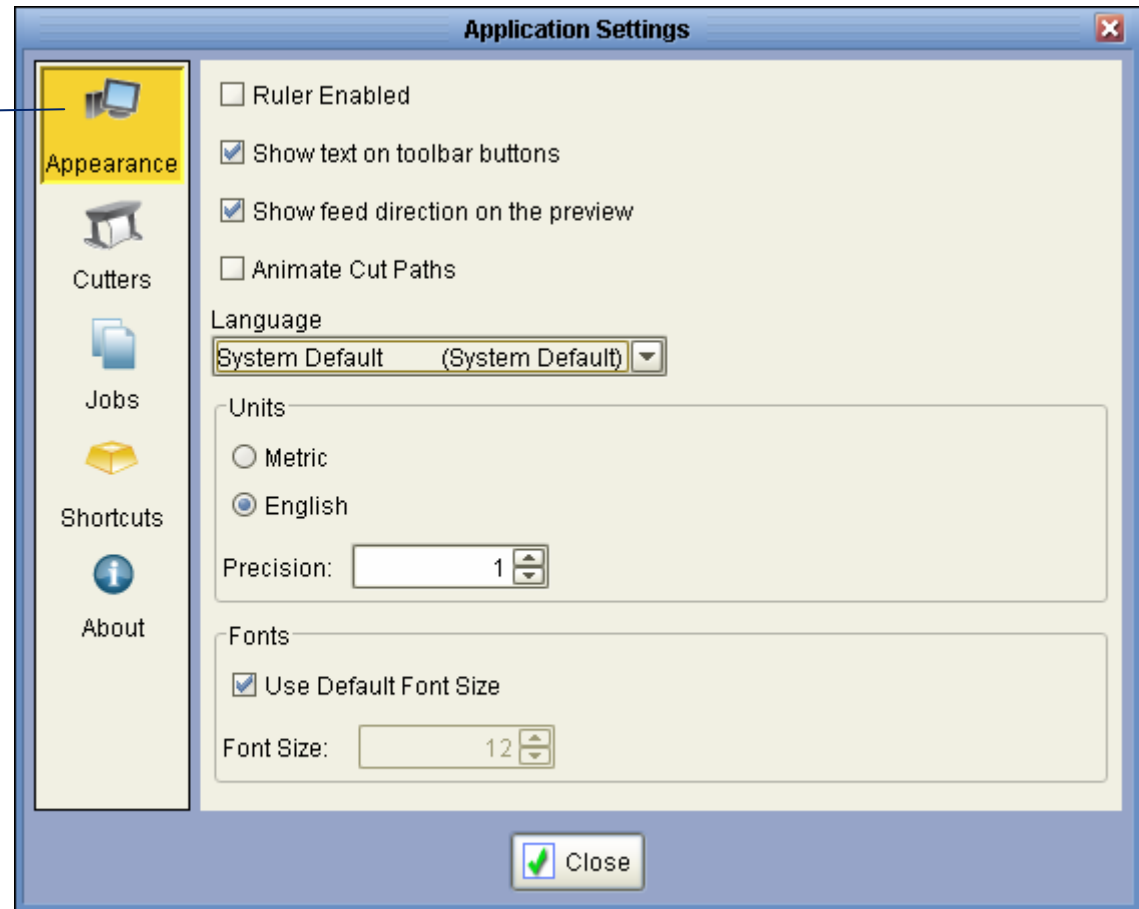 Application Settings
Appearance
Cutters
Jobs
Shortcuts
About
Ruler Enabled
Show text on toolbar buttons
Show feed direction on the preview
Animate Cut Paths
Language
System Default (System Default)
Units
Metric
English
Precision: 1
Fonts
Use Default Font Size
Font Size: 12
Close